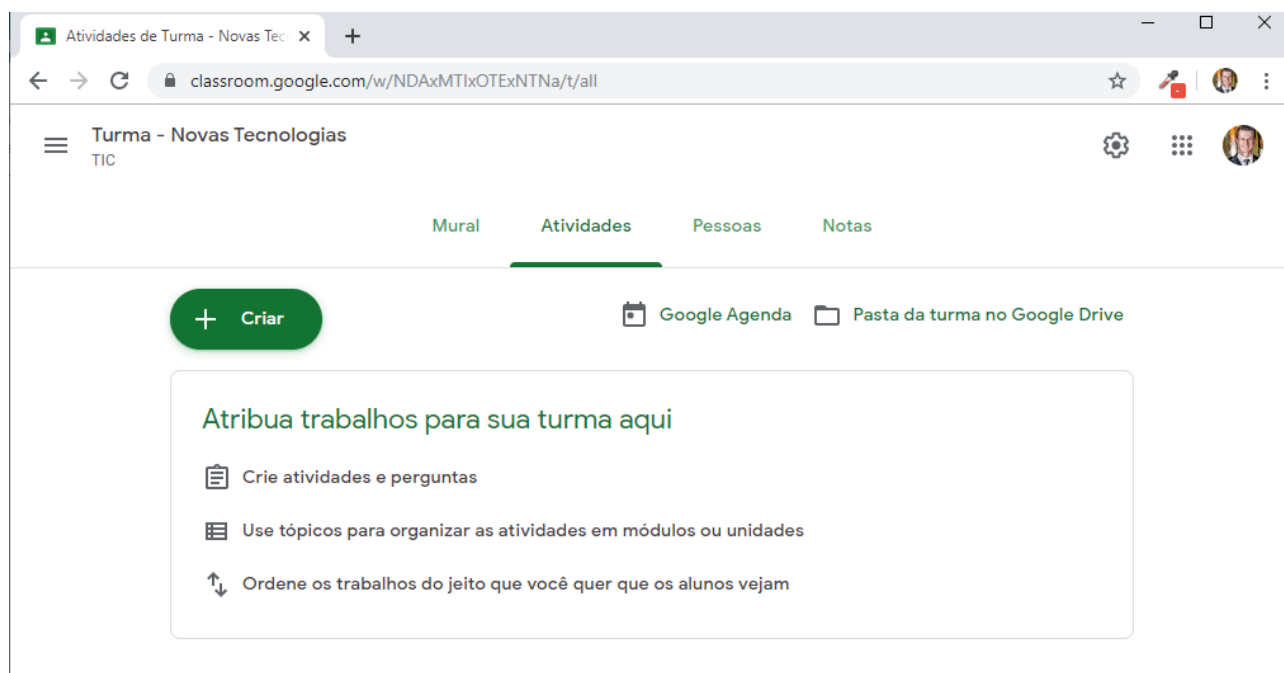 Atividades de Turma - Novas Tec
classroom.google.com/w/NDAxMTIxOTExNTNa/t/all
Turma - Novas Tecnologias
TIC
Mural Atividades Pessoas Notas
Criar Google Agenda Pasta da turma no Google Drive
Atribua trabalhos para sua turma aqui
Crie atividades e perguntas
Use tópicos para organizar as atividades em módulos ou unidades
Ordene os trabalhos do jeito que você quer que os alunos vejam